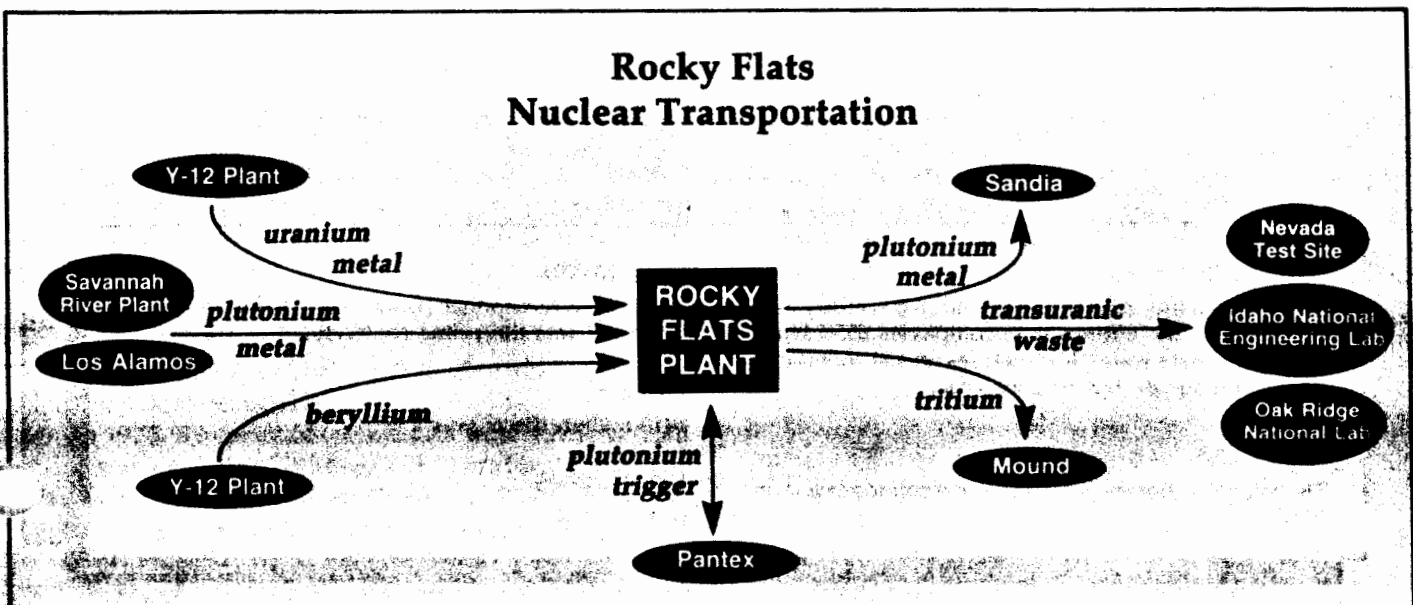 Rocky Flats
Nuclear Transportation
Y-12 Plant
uranium
metal
Savannah
River Plant
Los Alamos
plutonium
metal
beryllium
Y-12 Plant
ROCKY
FLATS
PLANT
plutonium
trigger
Pantex
Sandia
plutonium
metal
transuranic
waste
tritium
Mound
Nevada
Test Site
Idaho National
Engineering Lab
Oak Ridge
National Lab